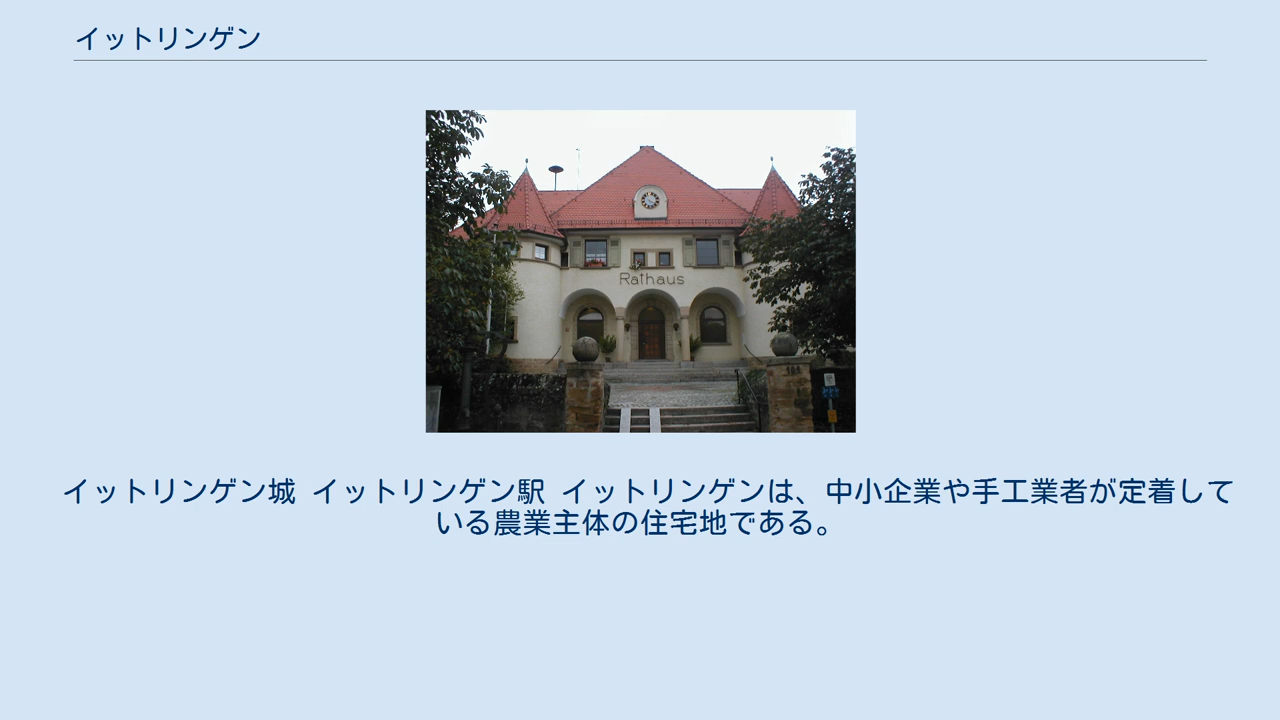 イットリンゲン
Rathaus
イットリンゲン城 イットリンゲン駅 イットリンゲンは、中小企業や手工業者が定着して
いる農業主体の住宅地である。